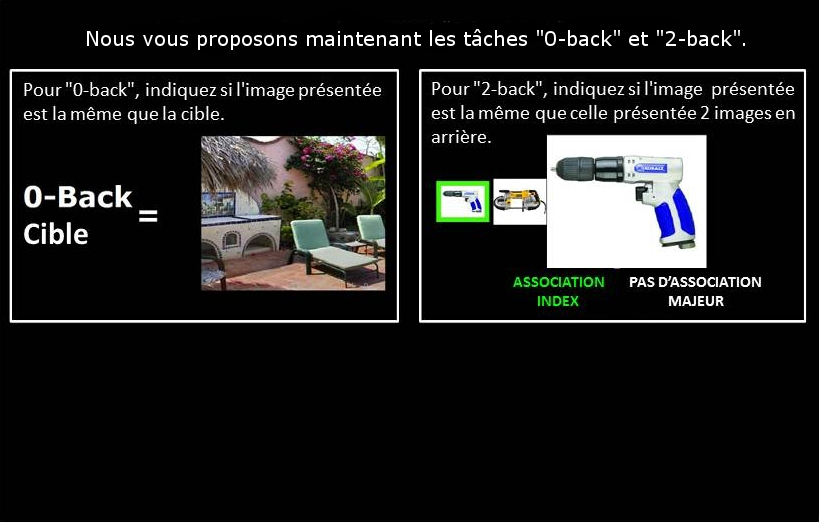 Nous vous proposons maintenant les tâches "0-back" et "2-back".
Pour "0-back", indiquez si l'image présentée
est la même que la cible.
0-Back
Cible
=
Pour "2-back", indiquez si l'image présentée
est la même que celle présentée 2 images en
arrière.
KOBALT
ASSOCIATION
INDEX
PAS D'ASSOCIATION
MAJEUR